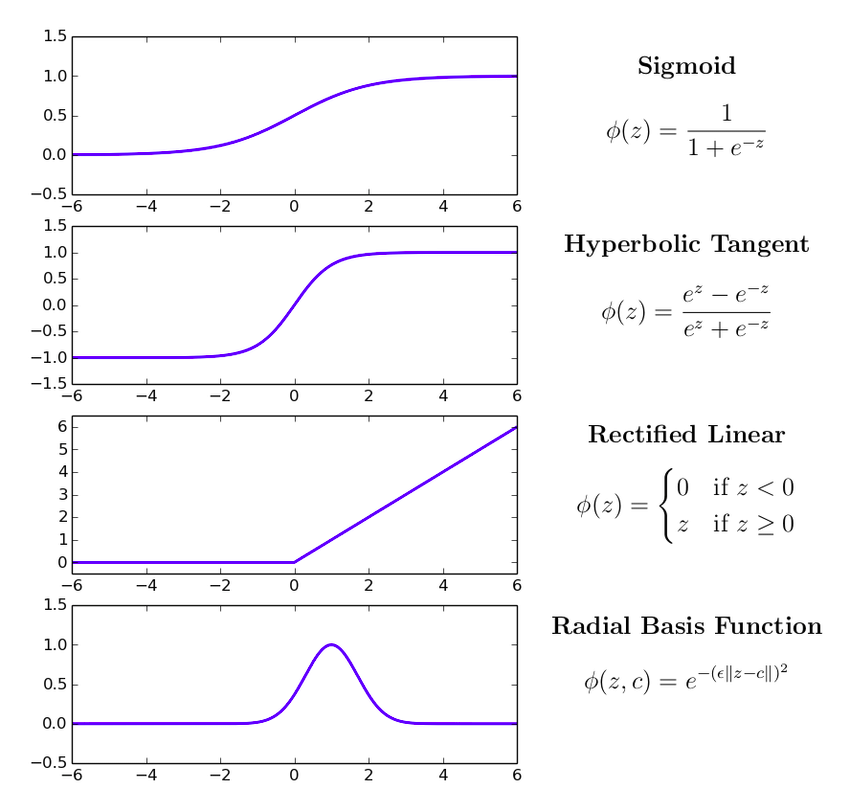 1.5
1.0
0.5
0.0
−0.5
−6 −4 −2 0 2 4 6
Sigmoid
ϕ(z) = 1 / (1 + e^{−z})
1.5
1.0
0.5
0.0
−0.5
−1.0
−1.5
−6 −4 −2 0 2 4 6
Hyperbolic Tangent
ϕ(z) = (e^z − e^{−z}) / (e^z + e^{−z})
6
5
4
3
2
1
0
−6 −4 −2 0 2 4 6
Rectified Linear
ϕ(z) = {
0 if z < 0
z if z ≥ 0
1.5
1.0
0.5
0.0
−0.5
−6 −4 −2 0 2 4 6
Radial Basis Function
ϕ(z, c) = e^{−(ϵ‖z−c‖)^2}